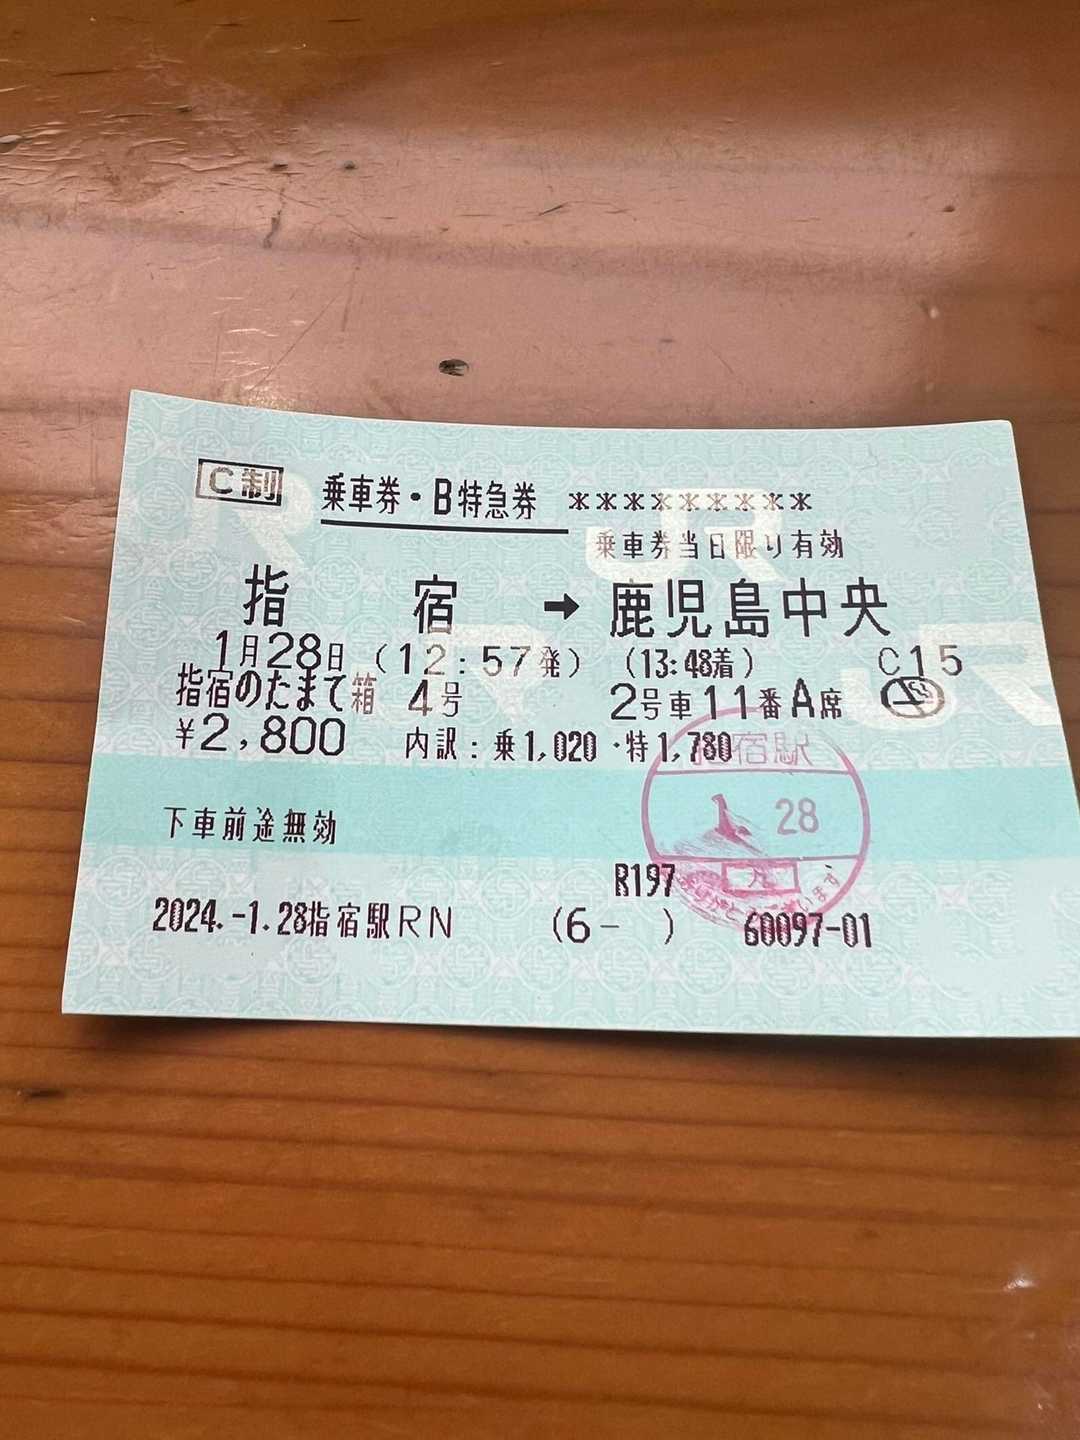 C制 乗車券・B特急券 *********
乗車券当日限り有効
指宿 ➡ 鹿児島中央
1月28日 (12:57発) (13:48着) C15
指宿のたまて箱 4号 2号車11番A席
¥2,800 内訳:乗1,020・特1,780
下車前途無効
R197
2024.-1.28指宿駅RN (6- ) 60097-01
宿駅
28
JR